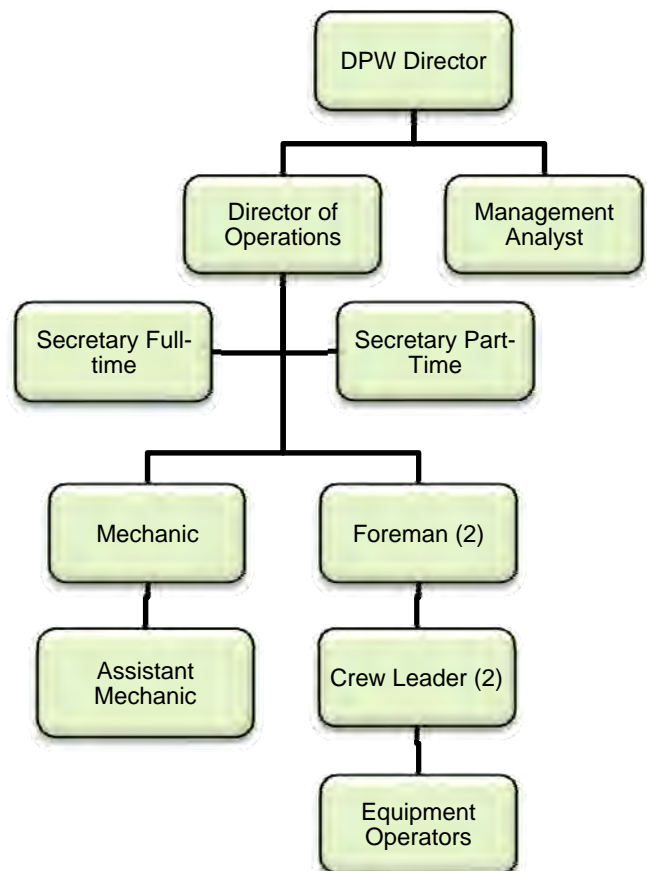 DPW Director
Director of
Operations
Management
Analyst
Secretary Full-
time
Secretary Part-
Time
Mechanic
Foreman (2)
Assistant
Mechanic
Crew Leader (2)
Equipment
Operators